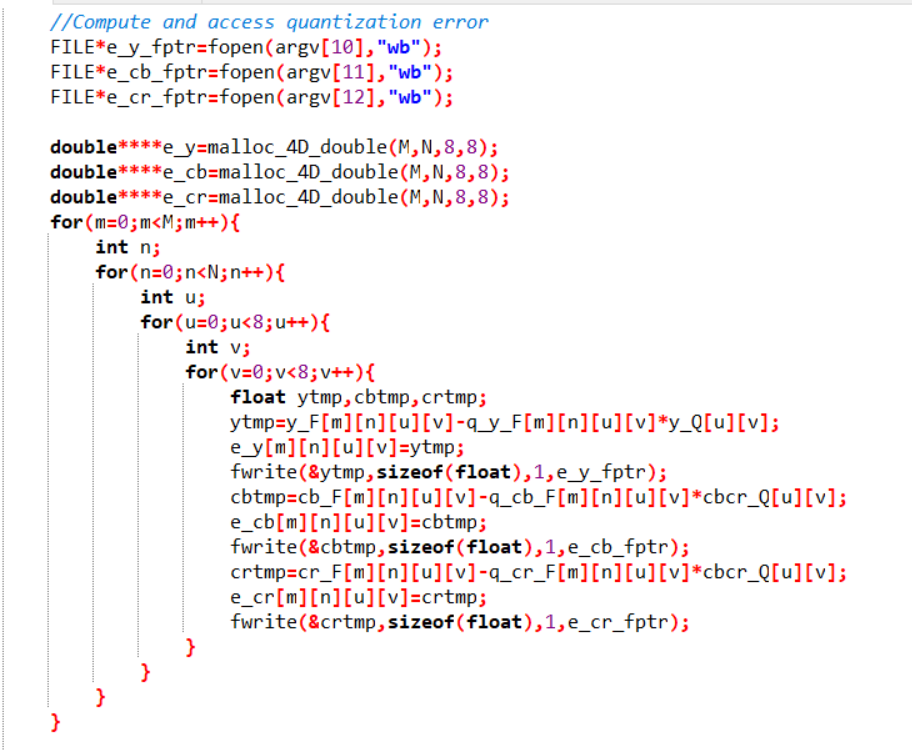 //Compute and access quantization error
FILE*e_y_fptr=fopen(argv[10],"wb");
FILE*e_cb_fptr=fopen(argv[11],"wb");
FILE*e_cr_fptr=fopen(argv[12],"wb");

double****e_y=malloc_4D_double(M,N,8,8);
double****e_cb=malloc_4D_double(M,N,8,8);
double****e_cr=malloc_4D_double(M,N,8,8);
for(m=0;m<M;m++){
    int n;
    for(n=0;n<N;n++){
        int u;
        for(u=0;u<8;u++){
            int v;
            for(v=0;v<8;v++){
                float ytmp,cbtmp,crtmp;
                ytmp=y_F[m][n][u][v]-q_y_F[m][n][u][v]*y_Q[u][v];
                e_y[m][n][u][v]=ytmp;
                fwrite(&ytmp,sizeof(float),1,e_y_fptr);
                cbtmp=cb_F[m][n][u][v]-q_cb_F[m][n][u][v]*cbcr_Q[u][v];
                e_cb[m][n][u][v]=cbtmp;
                fwrite(&cbtmp,sizeof(float),1,e_cb_fptr);
                crtmp=cr_F[m][n][u][v]-q_cr_F[m][n][u][v]*cbcr_Q[u][v];
                e_cr[m][n][u][v]=crtmp;
                fwrite(&crtmp,sizeof(float),1,e_cr_fptr);
            }
        }
    }
}